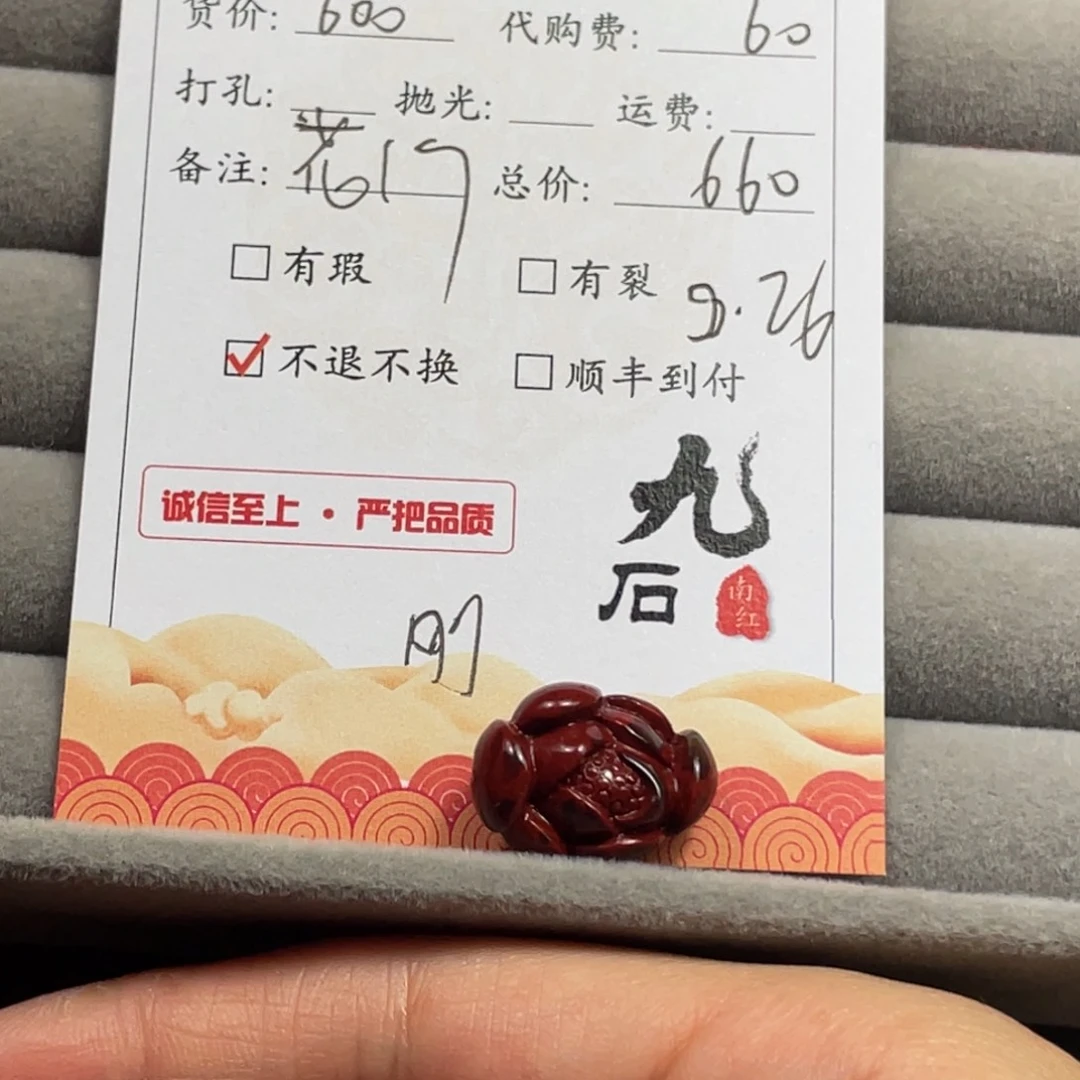 货价: 600 代购费: 60
打孔: 抛光: 运费:
备注: 花 总价: 660
□有瑕 □有裂
9.26
☑不退不换 □顺丰到付
诚信至上·严把品质
九
石
南
红
刚